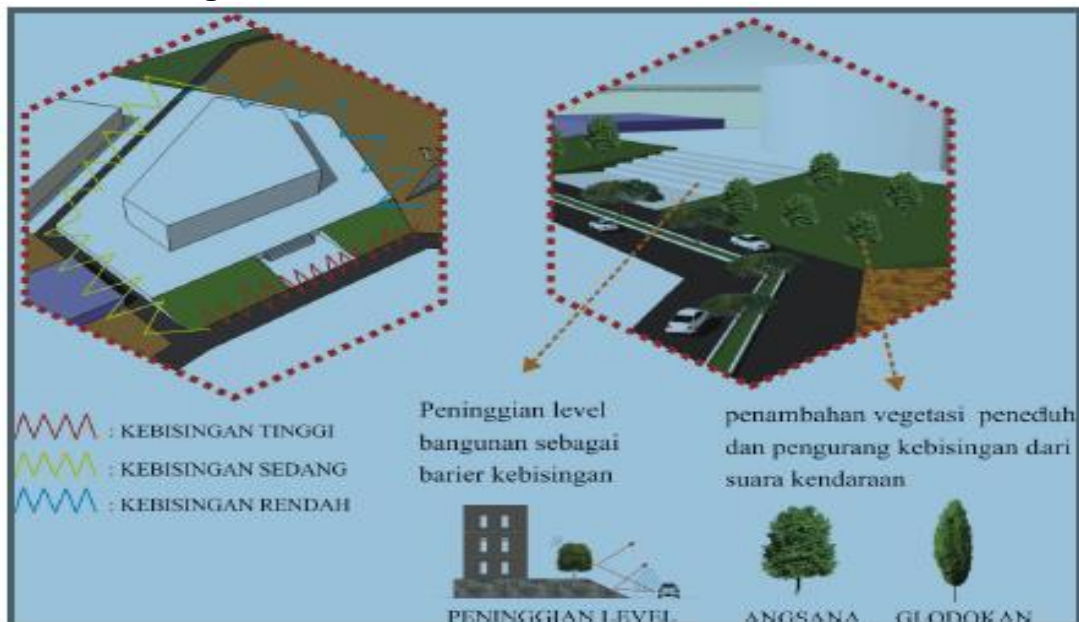 : KEBISINGAN TINGGI
: KEBISINGAN SEDANG
: KEBISINGAN RENDAH
Peninggian level
bangunan sebagai
barier kebisingan
penambahan vegetasi peneduh
dan pengurang kebisingan dari
suara kendaraan
PENINGGIAN LEVEL
ANGSANA
GLODOKAN